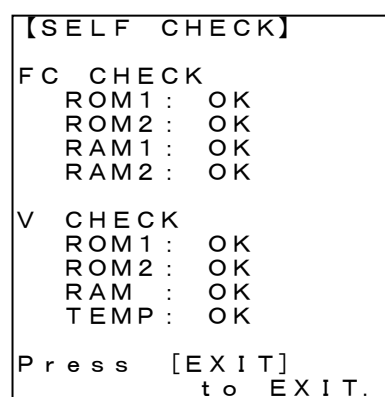 【SELF CHECK】
FC CHECK
ROM1: OK
ROM2: OK
RAM1: OK
RAM2: OK
V CHECK
ROM1: OK
ROM2: OK
RAM : OK
TEMP: OK
Press [EXIT]
to EXIT.